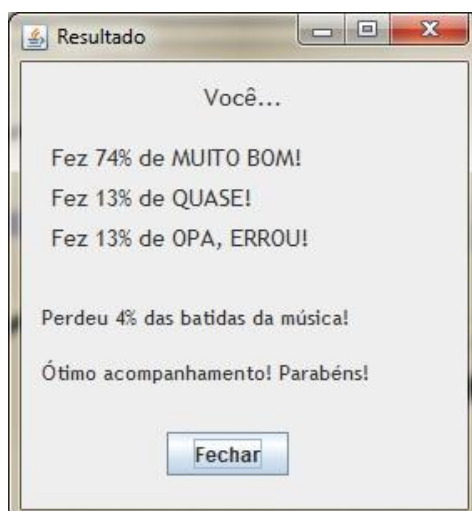 Resultado
Você...
Fez 74% de MUITO BOM!
Fez 13% de QUASE!
Fez 13% de OPA, ERROU!
Perdeu 4% das batidas da música!
Ótimo acompanhamento! Parabéns!
Fechar